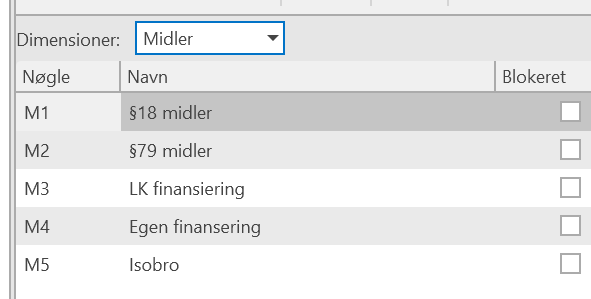 Dimensioner: Midler
Nøgle Navn Blokeret
M1 §18 midler
M2 §79 midler
M3 LK finansiering
M4 Egen finansering
M5 Isobro